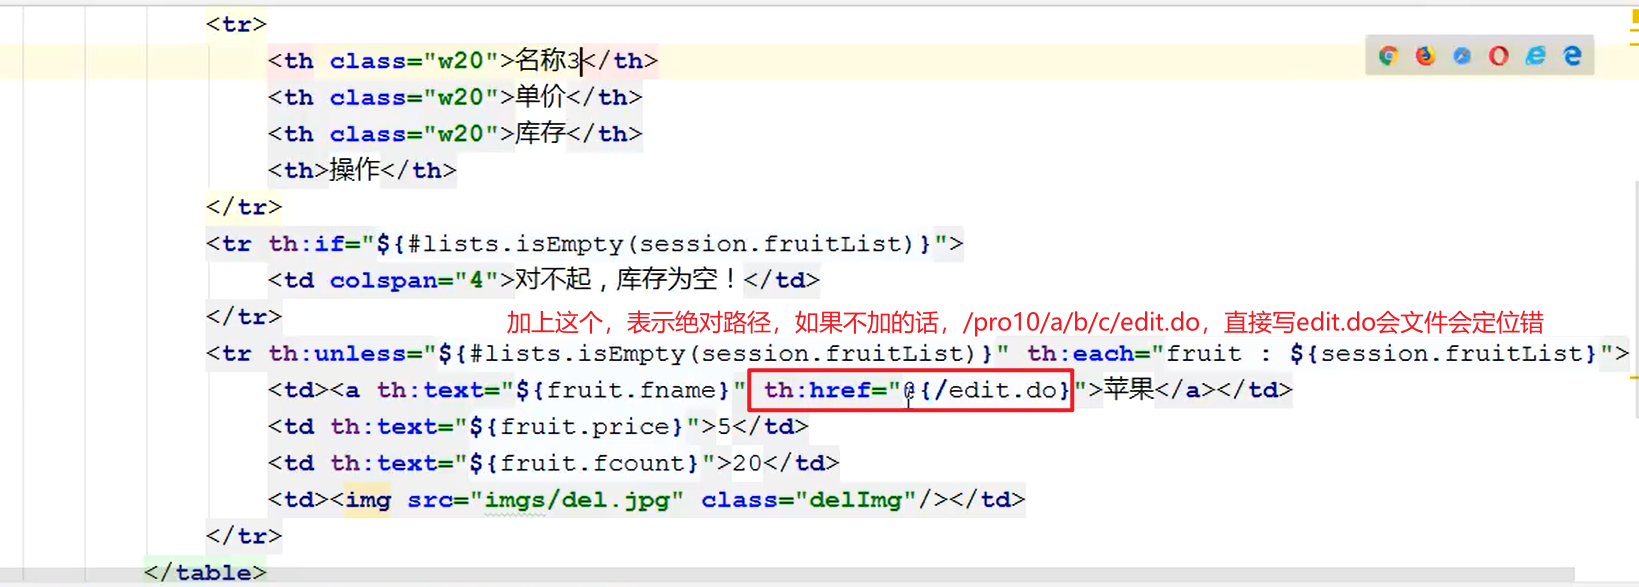 <tr>
<th class="w20">名称3</th>
<th class="w20">单价</th>
<th class="w20">库存</th>
<th>操作</th>
</tr>
<tr th:if="${#lists.isEmpty(session.fruitList)}">
<td colspan="4">对不起，库存为空！</td>
</tr>
加上这个，表示绝对路径，如果不加的话，/pro10/a/b/c/edit.do，直接写edit.do会文件会定位错
<tr th:unless="${#lists.isEmpty(session.fruitList)}" th:each="fruit : ${session.fruitList}">
<td><a th:text="${fruit.fname}" th:href="@{/edit.do}">苹果</a></td>
<td th:text="${fruit.price}">5</td>
<td th:text="${fruit.fcount}">20</td>
<td><img src="imgs/del.jpg" class="delImg"/></td>
</tr>
</table>